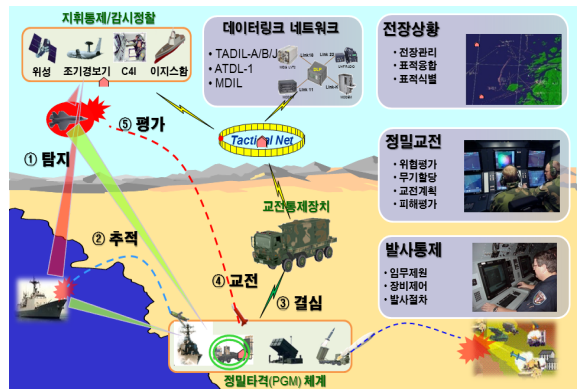 지휘통제/감시정찰
위성 조기경보기 C4I 이지스함
데이터링크 네트워크
• TADIL-A/B/J
• ATDL-1
• MDIL
Link-11
전장상황
• 전장관리
• 표적융합
• 표적식별
⑤ 평가
① 탐지
Tactical Net
정밀교전
• 위협평가
• 무기할당
• 교전계획
• 피해평가
교전통제장치
② 추적
④ 교전
③ 결심
발사통제
• 임무제원
• 장비제어
• 발사절차
정밀타격(PGM) 체계